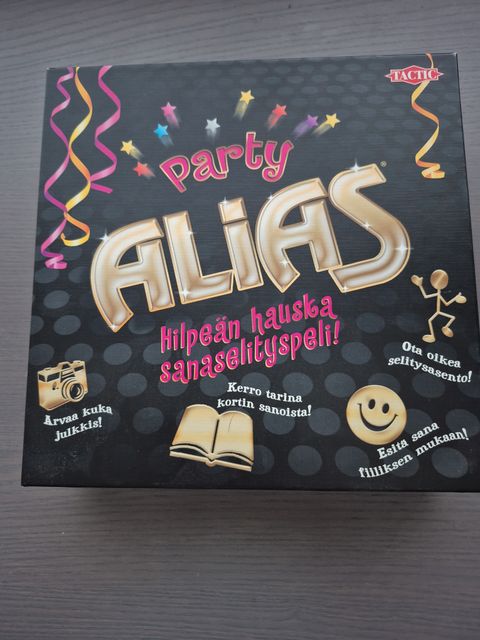 TACTIC
Party
ALiAS®
Hilpeän hauska
sanaselityspeli!
Ota oikea
selitysasento!
Arvaa kuka
julkkis!
Kerro tarina
kortin sanoista!
Esitä sana
fiiliksen mukaan!